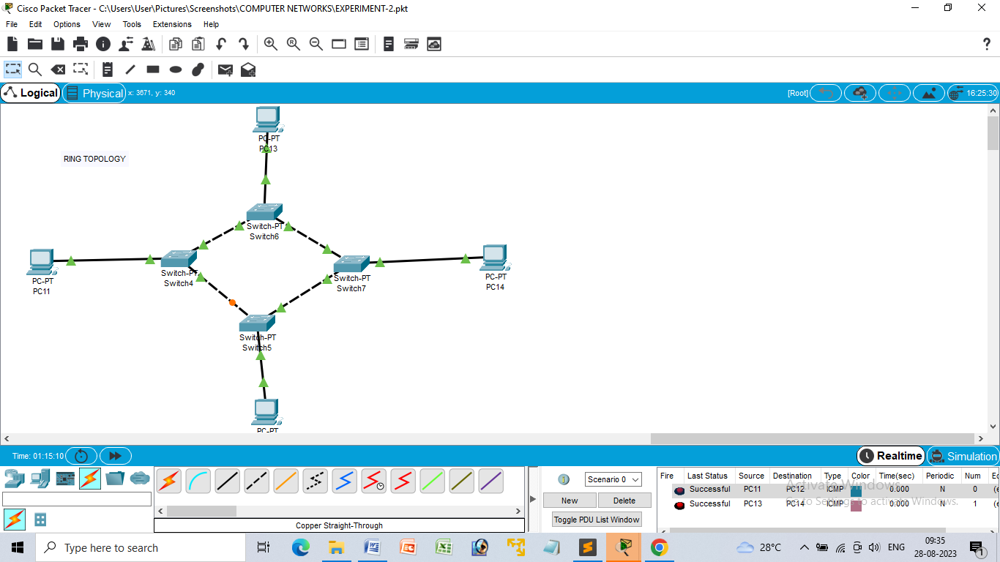 Cisco Packet Tracer - C:\Users\User\Pictures\Screenshots\COMPUTER NETWORKS\EXPERIMENT-2.pkt
File Edit Options View Tools Extensions Help
?
Logical Physical x: 3671, y: 340 [Root] 16:25:30
PC-PT
PC13
RING TOPOLOGY
Switch-PT
Switch6
PC-PT
PC11
Switch-PT
Switch4
Switch-PT
Switch7
PC-PT
PC14
Switch-PT
Switch5
PC-PT
Time: 01:15:10 Realtime Simulation
Scenario 0
New Delete
Toggle PDU List Window
Copper Straight-Through
Fire Last Status Source Destination Type Color Time(sec) Periodic Num Ec
Successful PC11 PC12 ICMP 0.000 N 0 (e
Successful PC13 PC14 ICMP 0.000 N 1 (e
Activate Windows
Go to Settings to activate Windows.
Type here to search
28°C ENG 09:35
28-08-2023
1